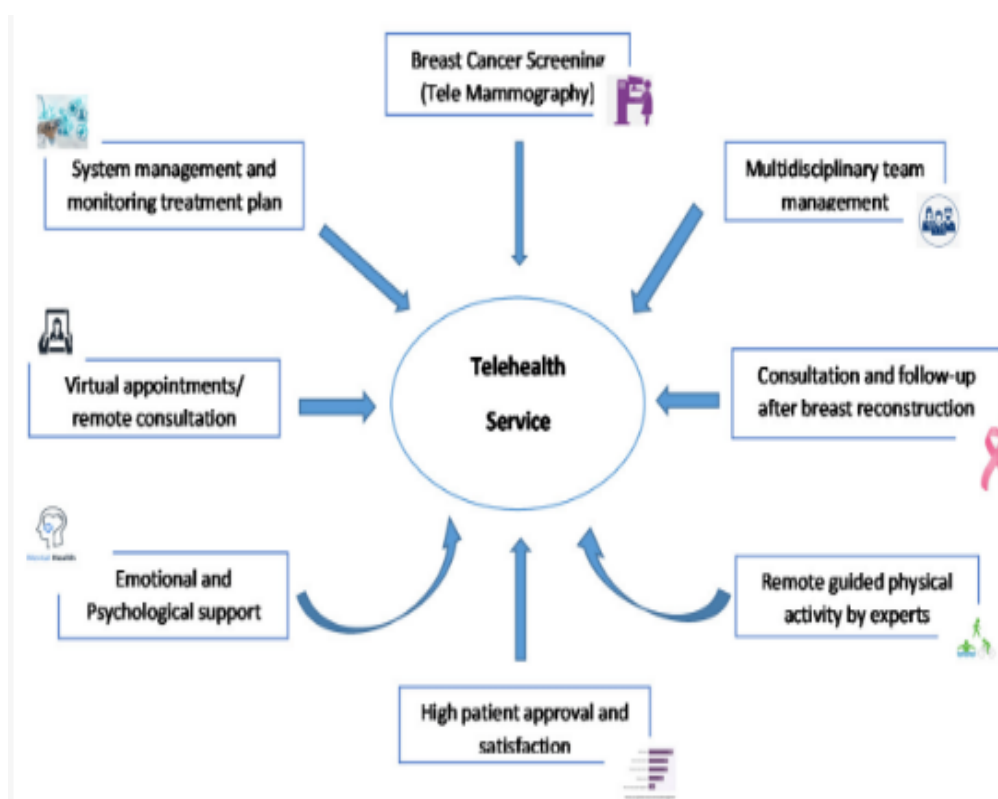 Breast Cancer Screening
(Tele Mammography)
System management and
monitoring treatment plan
Multidisciplinary team
management
Telehealth
Service
Virtual appointments/
remote consultation
Consultation and follow-up
after breast reconstruction
Mental Health
Emotional and
Psychological support
Remote guided physical
activity by experts
High patient approval and
satisfaction